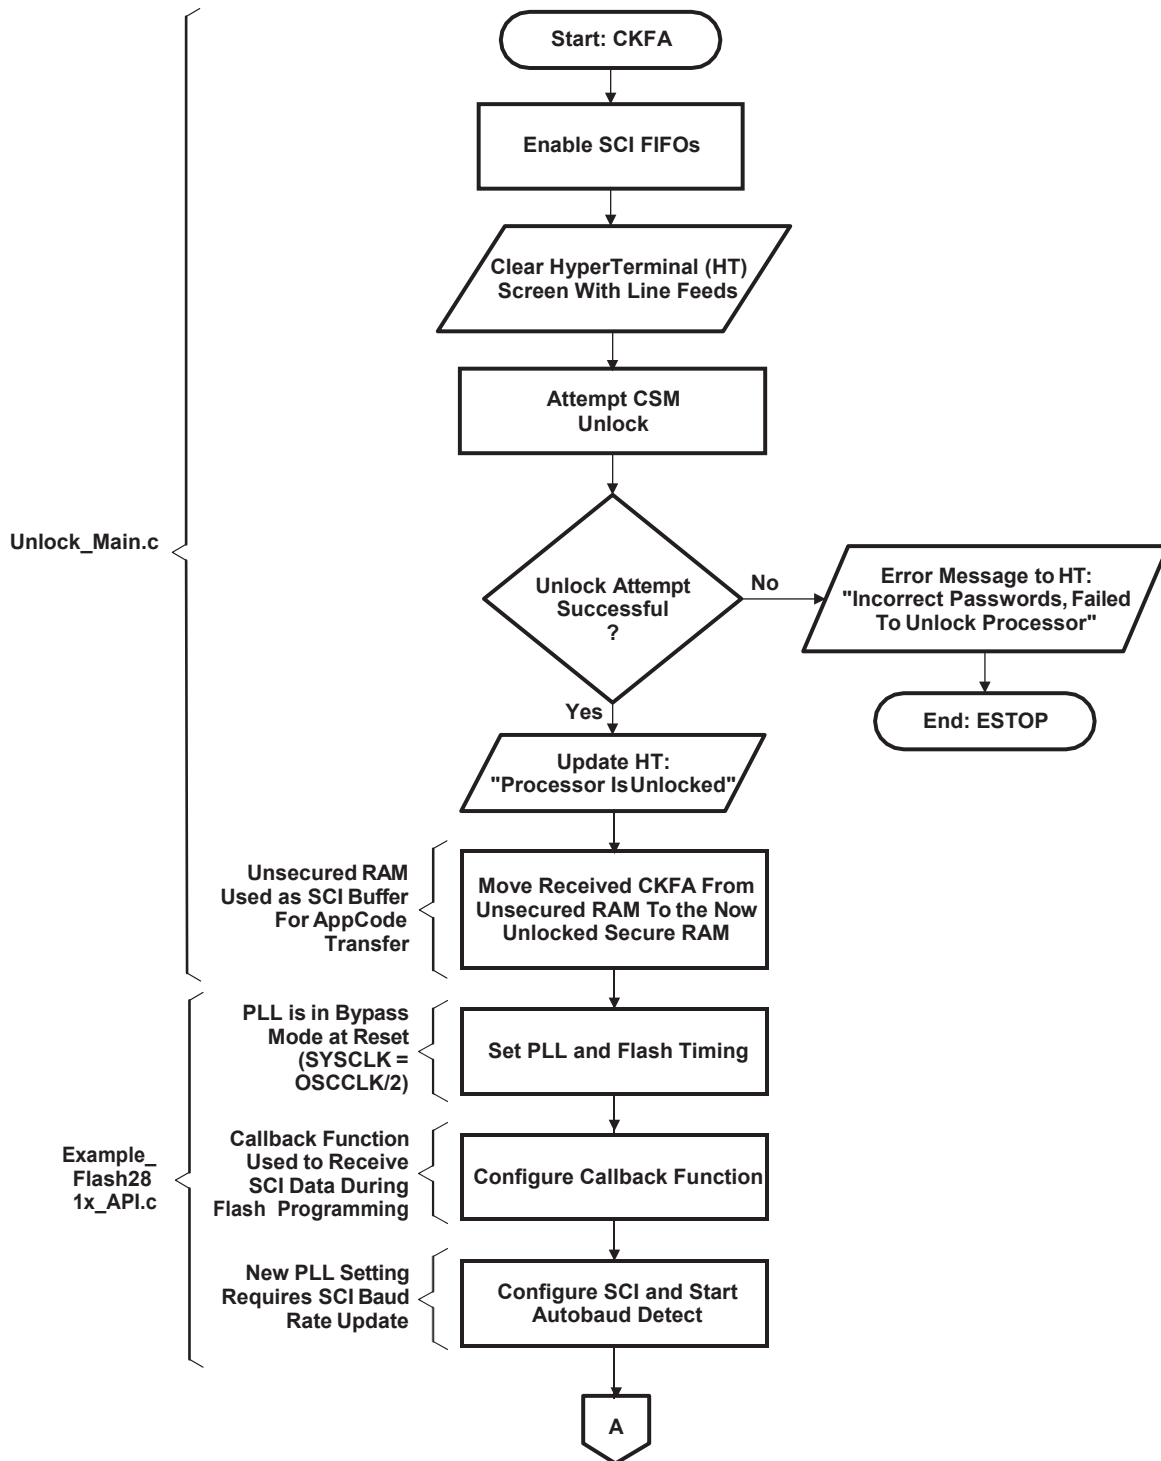 Start: CKFA
Enable SCI FIFOs
Clear HyperTerminal (HT)
Screen With Line Feeds
Attempt CSM
Unlock
Unlock_Main.c
Unlock Attempt
Successful
?
No
Error Message to HT:
"Incorrect Passwords, Failed
To Unlock Processor"
End: ESTOP
Yes
Update HT:
"Processor Is Unlocked"
Unsecured RAM
Used as SCI Buffer
For AppCode
Transfer
Move Received CKFA From
Unsecured RAM To the Now
Unlocked Secure RAM
PLL is in Bypass
Mode at Reset
(SYSCLK =
OSCCLK/2)
Set PLL and Flash Timing
Example_
Flash28
1x_API.c
Callback Function
Used to Receive
SCI Data During
Flash Programming
Configure Callback Function
New PLL Setting
Requires SCI Baud
Rate Update
Configure SCI and Start
Autobaud Detect
A